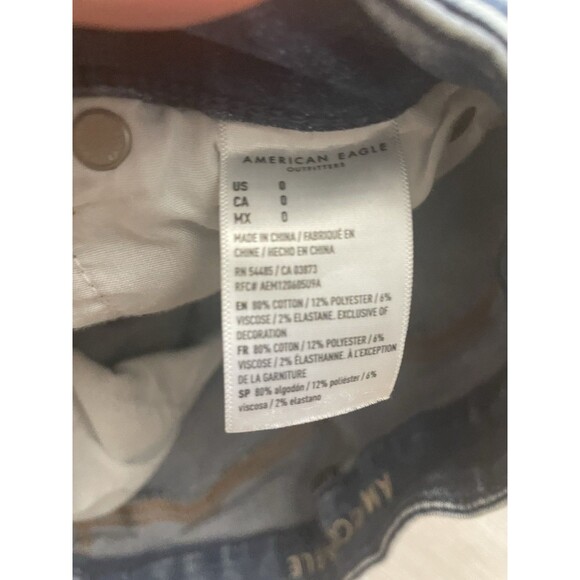 AMERICAN EAGLE
OUTFITTERS
US 0
CA 0
MX 0
MADE IN CHINA / FABRIQUÉ EN
CHINE / HECHO EN CHINA
RN 54485 / CA 03873
RFC# AEM120605U9A
EN 80% COTTON / 12% POLYESTER / 6%
VISCOSE / 2% ELASTANE. EXCLUSIVE OF
DECORATION
FR 80% COTON / 12% POLYESTER / 6%
VISCOSE / 2% ÉLASTHANNE. À L'EXCEPTION
DE LA GARNITURE
SP 80% algodón / 12% poliéster / 6%
viscosa / 2% elastano